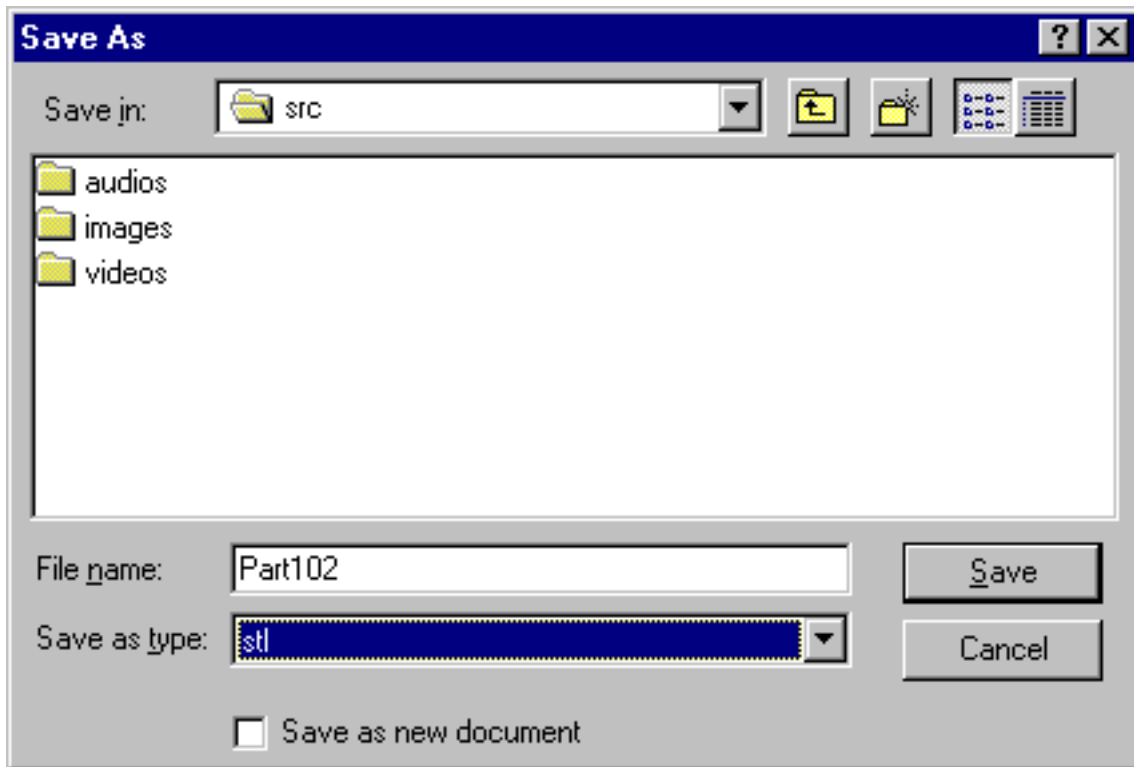 Save As
Save in: src
audios
images
videos
File name: Part102 Save
Save as type: stl Cancel
Save as new document